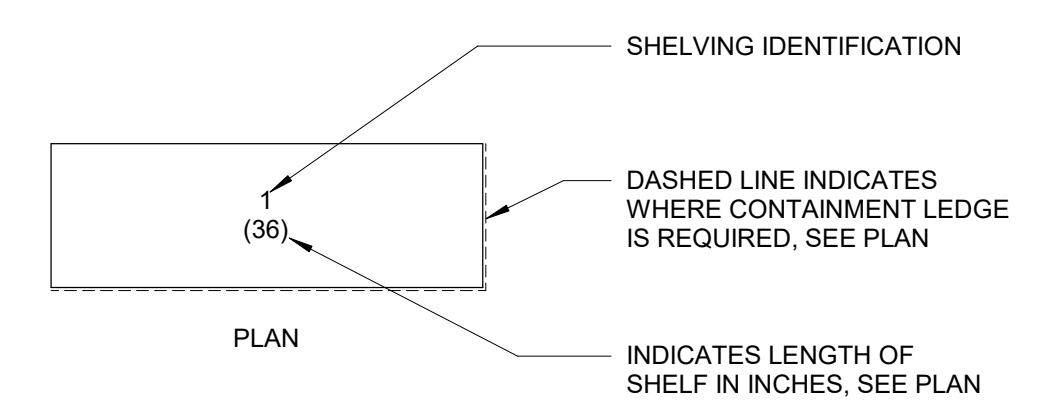 SHELVING IDENTIFICATION
1
(36)
DASHED LINE INDICATES
WHERE CONTAINMENT LEDGE
IS REQUIRED, SEE PLAN
PLAN
INDICATES LENGTH OF
SHELF IN INCHES, SEE PLAN